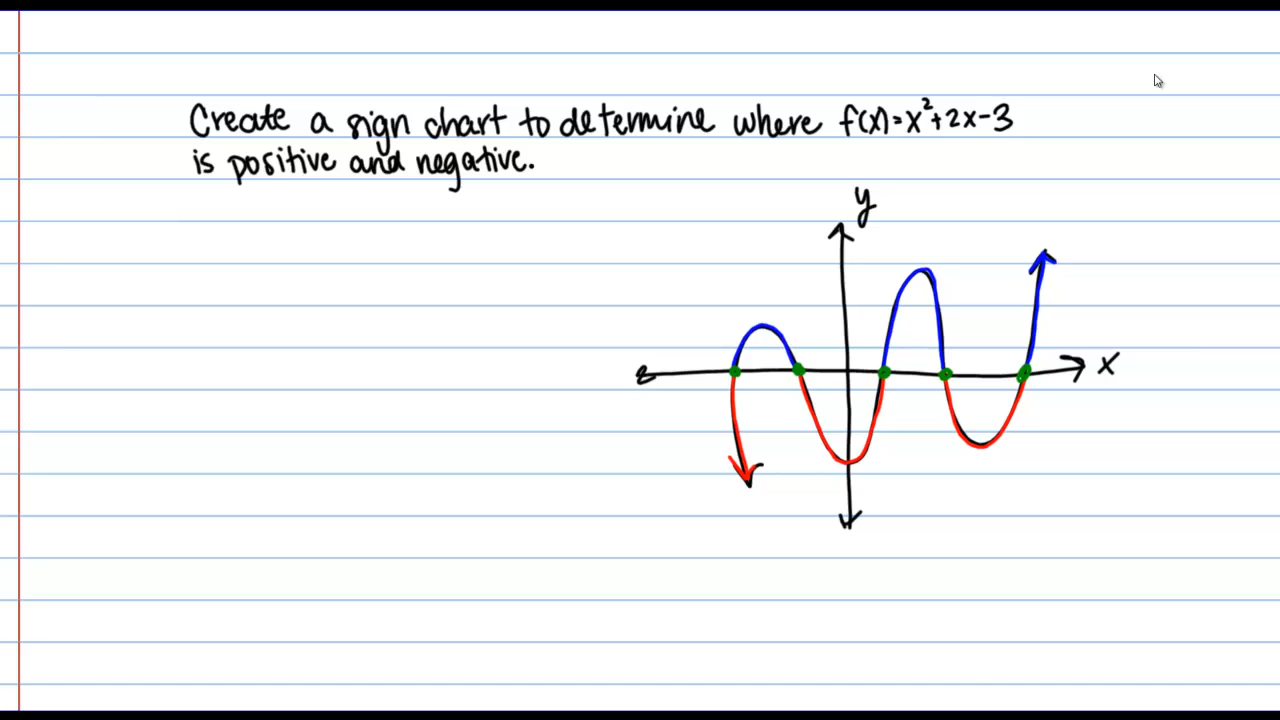 Create a sign chart to determine where f(x)=x²+2x-3
is positive and negative.
y
x